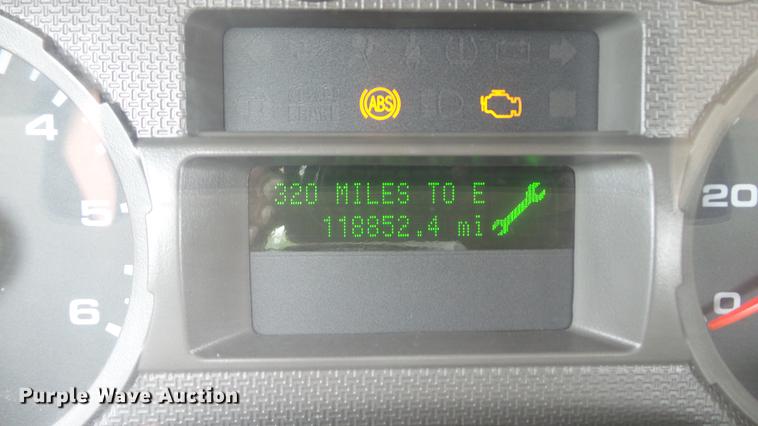 ABS
4
320 MILES TO E
118852.4 mi
5
20
6
0
Purple Wave Auction